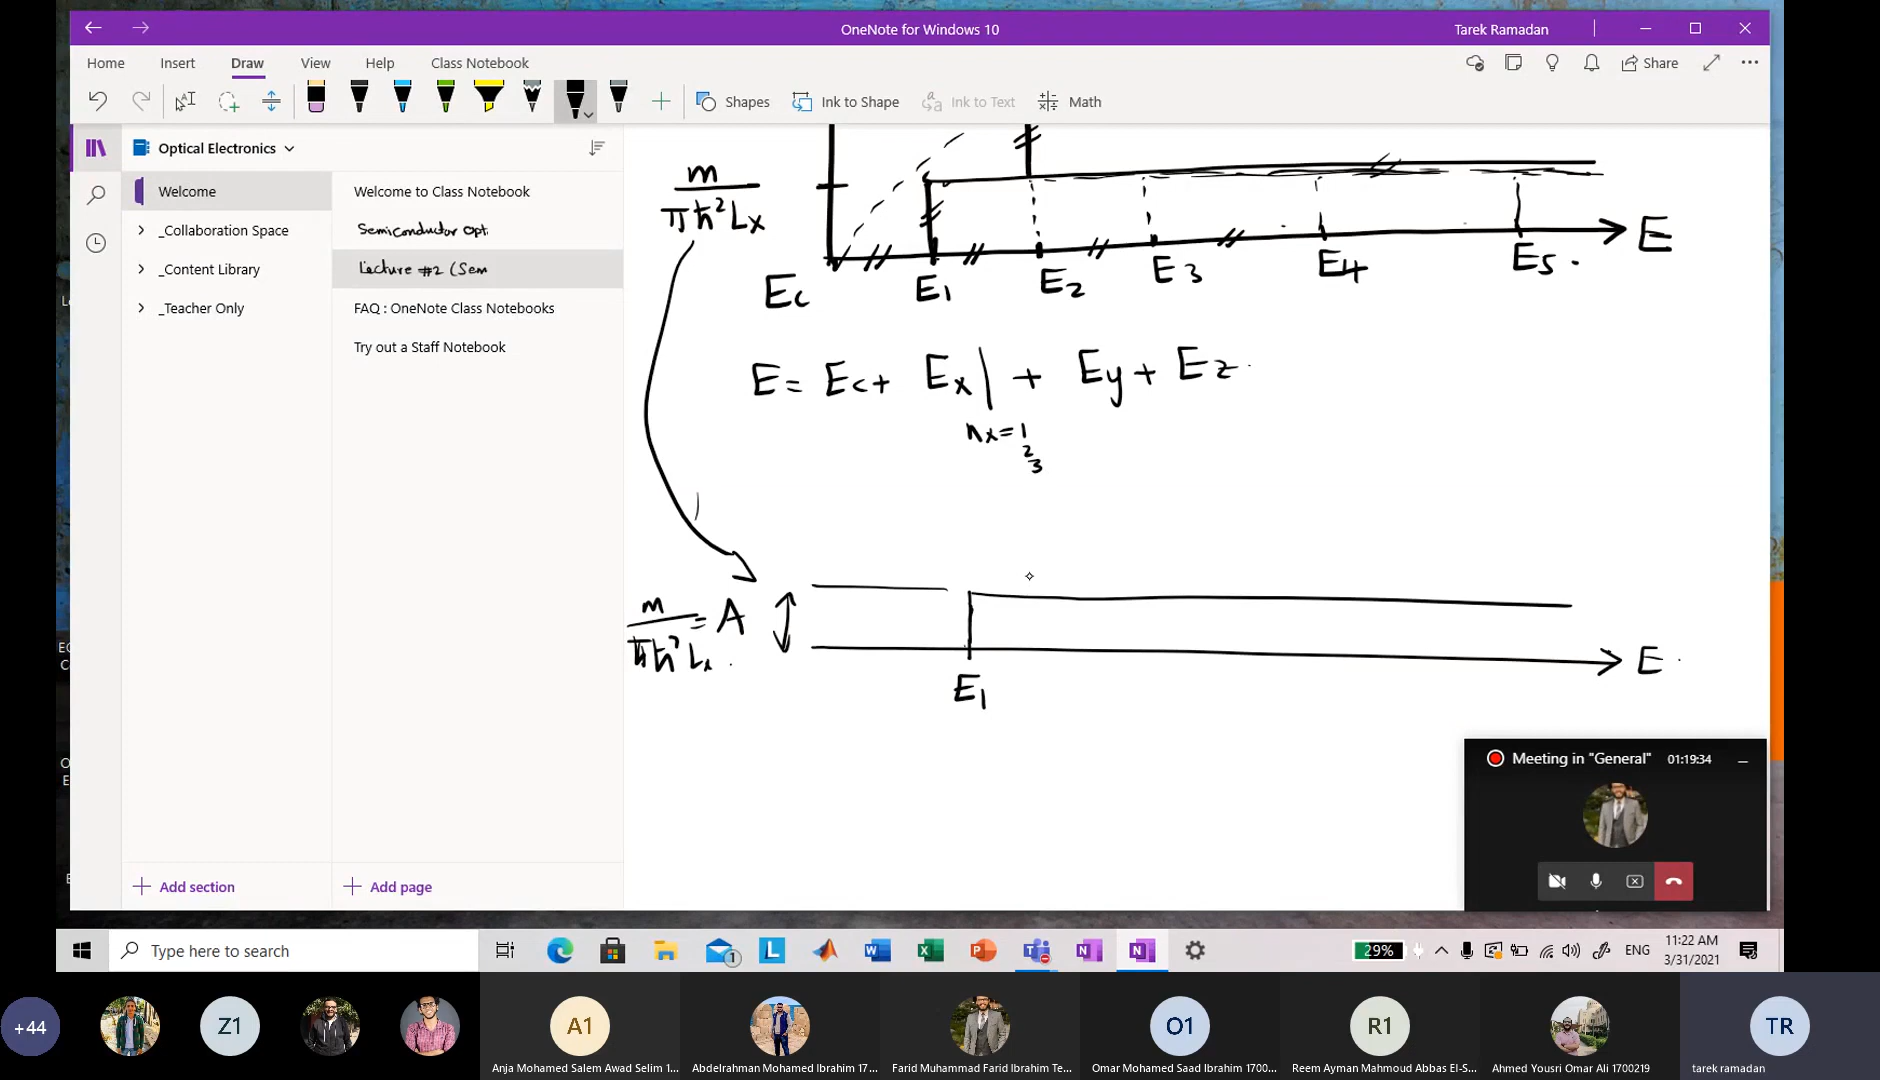 OneNote for Windows 10
Tarek Ramadan
Home Insert Draw View Help Class Notebook
Share
Shapes Ink to Shape Ink to Text Math
Optical Electronics
Welcome
_Collaboration Space
_Content Library
_Teacher Only
Welcome to Class Notebook
Semiconductor Opti
Lecture #2 (Sem
FAQ : OneNote Class Notebooks
Try out a Staff Notebook
Add section
Add page
m
πħ²Lx
E
Ec E1 E2 E3 E4 E5.
E= Ec+ Ex| + Ey+ Ez
nx=1
2
3
m
πħ²Lx = A
E
E1
Meeting in "General" 01:19:34
Type here to search
1
L
29%
ENG
11:22 AM
3/31/2021
+44
Z1
A1
O1
R1
TR
Anja Mohamed Salem Awad Selim 1...
Abdelrahman Mohamed Ibrahim 17...
Farid Muhammad Farid Ibrahim Te...
Omar Mohamed Saad Ibrahim 1700...
Reem Ayman Mahmoud Abbas El-S...
Ahmed Yousri Omar Ali 1700219
tarek ramadan